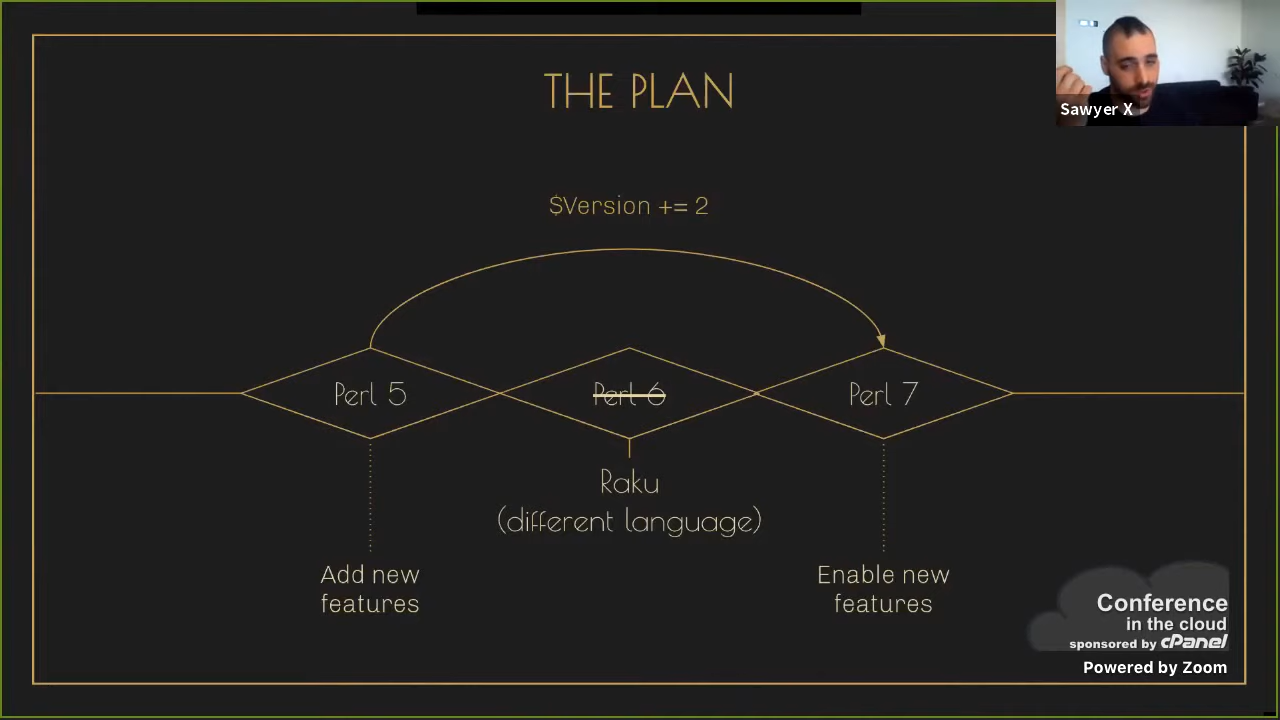 THE PLAN
Sawyer X
$Version += 2
Perl 5
Perl 6
Perl 7
Raku
(different language)
Add new
features
Enable new
features
Conference
in the cloud
sponsored by cPanel
Powered by Zoom